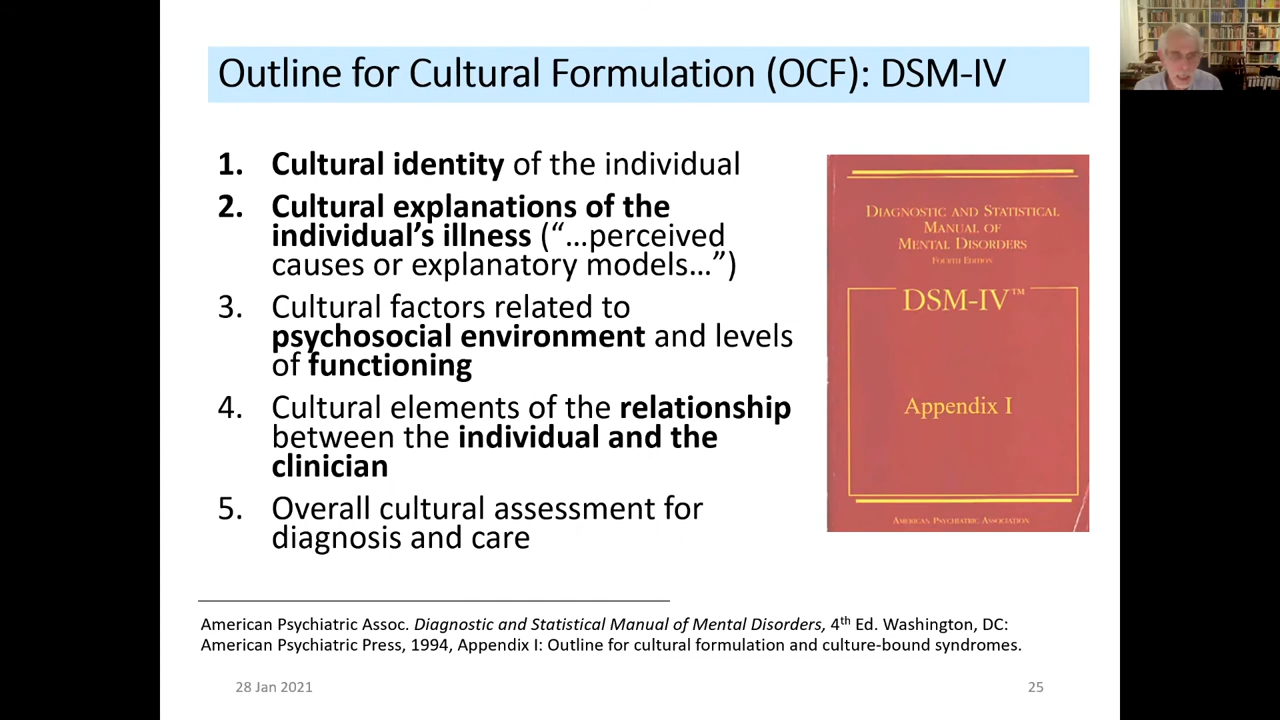 Outline for Cultural Formulation (OCF): DSM-IV
1. Cultural identity of the individual
2. Cultural explanations of the
individual’s illness (“…perceived
causes or explanatory models…”)
3. Cultural factors related to
psychosocial environment and levels
of functioning
4. Cultural elements of the relationship
between the individual and the
clinician
5. Overall cultural assessment for
diagnosis and care
DIAGNOSTIC AND STATISTICAL
MANUAL OF
MENTAL DISORDERS
FOURTH EDITION
DSM-IV™
Appendix I
AMERICAN PSYCHIATRIC ASSOCIATION
American Psychiatric Assoc. Diagnostic and Statistical Manual of Mental Disorders, 4th Ed. Washington, DC:
American Psychiatric Press, 1994, Appendix I: Outline for cultural formulation and culture-bound syndromes.
28 Jan 2021
25